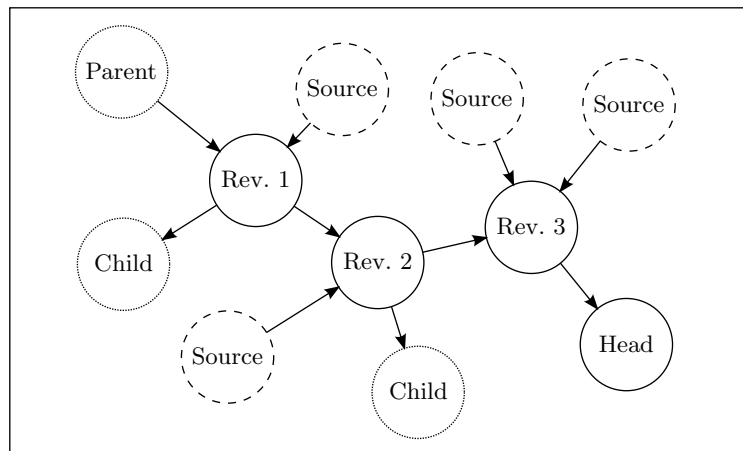 Parent
Source
Source
Source
Rev. 1
Rev. 3
Child
Rev. 2
Source
Head
Child